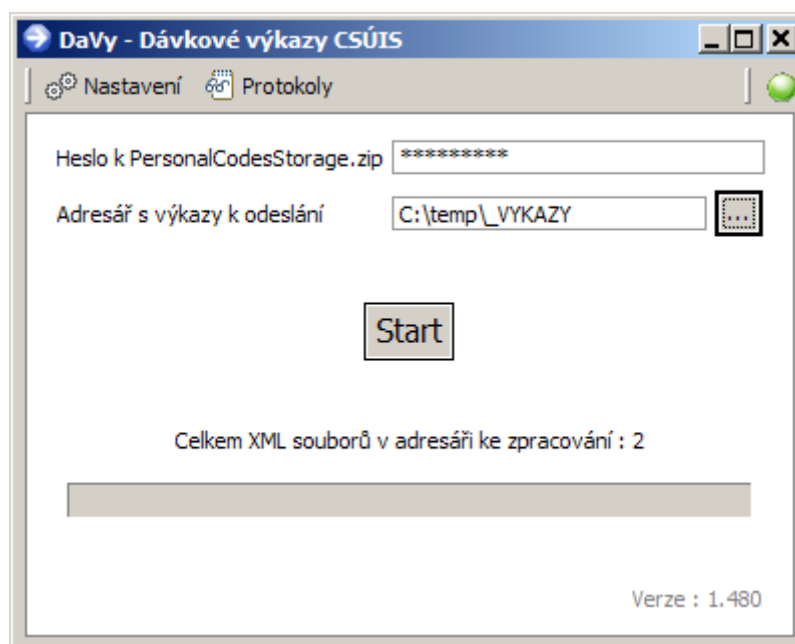 DaVy - Dávkové výkazy CSÚIS
Nastavení Protokoly
Heslo k PersonalCodesStorage.zip *********
Adresář s výkazy k odeslání C:\temp\_VYKAZY ...
Start
Celkem XML souborů v adresáři ke zpracování : 2
Verze : 1.480